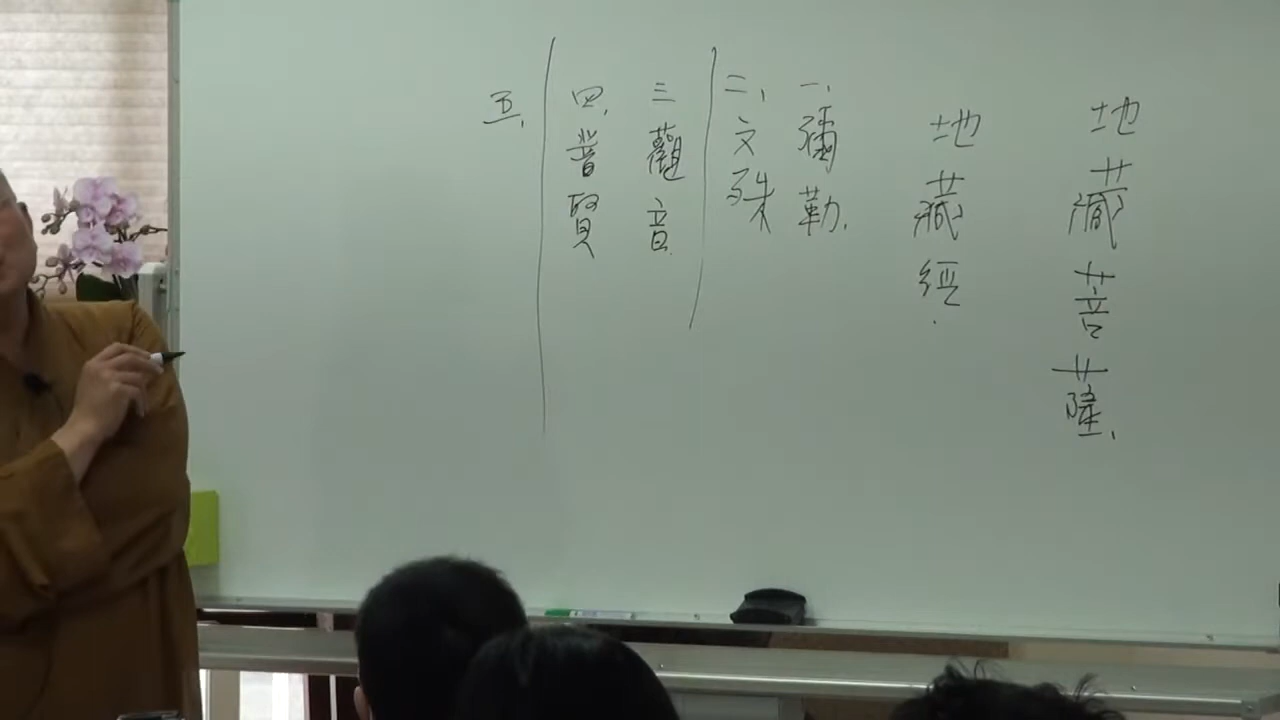 地藏菩薩、
地藏經.
一、彌勒.
二、文殊
三觀音
四、普賢
五、